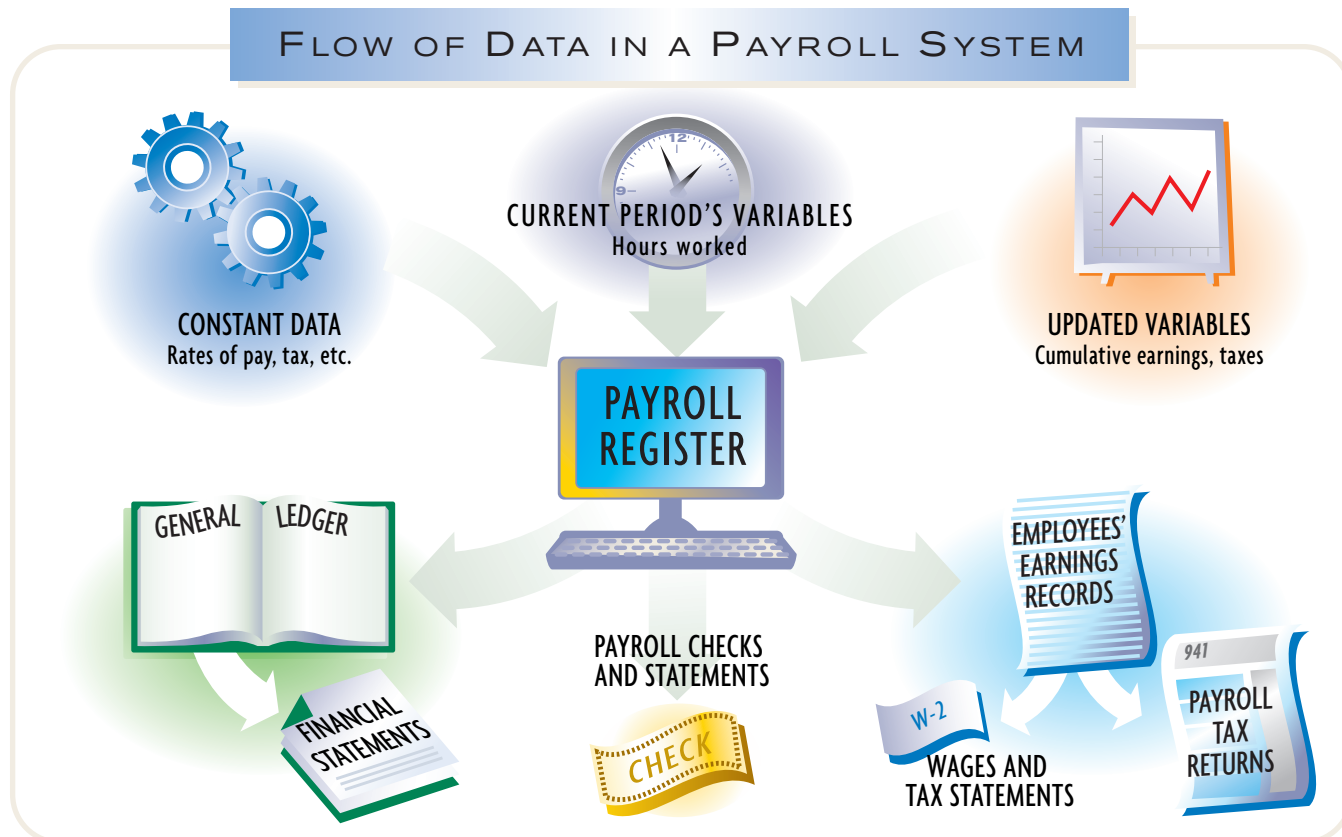 FLOW OF DATA IN A PAYROLL SYSTEM
12
9
CURRENT PERIOD'S VARIABLES
Hours worked
CONSTANT DATA
Rates of pay, tax, etc.
UPDATED VARIABLES
Cumulative earnings, taxes
PAYROLL
REGISTER
GENERAL LEDGER
FINANCIAL
STATEMENTS
PAYROLL CHECKS
AND STATEMENTS
CHECK
EMPLOYEES'
EARNINGS
RECORDS
W-2
WAGES AND
TAX STATEMENTS
941
PAYROLL
TAX
RETURNS